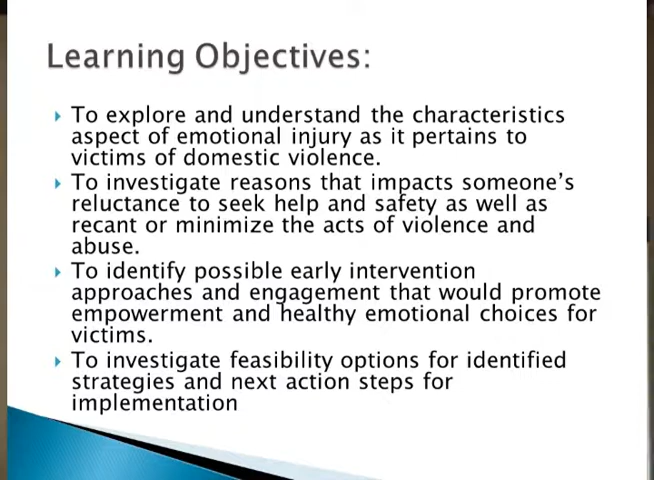 Learning Objectives:
To explore and understand the characteristics
aspect of emotional injury as it pertains to
victims of domestic violence.
To investigate reasons that impacts someone's
reluctance to seek help and safety as well as
recant or minimize the acts of violence and
abuse.
To identify possible early intervention
approaches and engagement that would promote
empowerment and healthy emotional choices for
victims.
To investigate feasibility options for identified
strategies and next action steps for
implementation